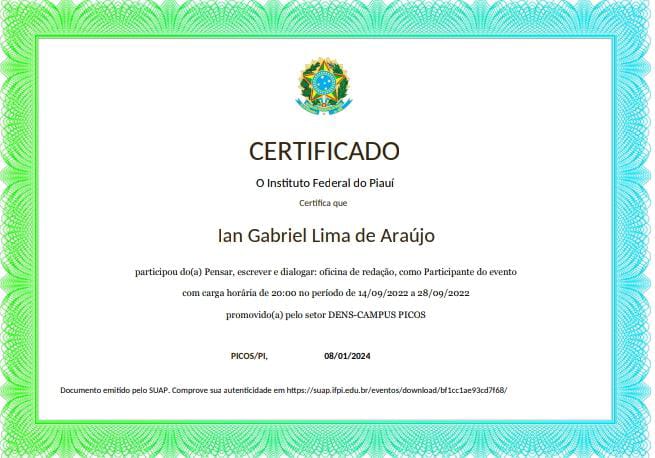 CERTIFICADO
O Instituto Federal do Piauí
Certifica que
Ian Gabriel Lima de Araújo
participou do(a) Pensar, escrever e dialogar: oficina de redação, como Participante do evento
com carga horária de 20:00 no período de 14/09/2022 a 28/09/2022
promovido(a) pelo setor DENS-CAMPUS PICOS
PICOS/PI, 08/01/2024
Documento emitido pelo SUAP. Comprove sua autenticidade em https://suap.ifpi.edu.br/eventos/download/bf1cc1ae93cd7f68/